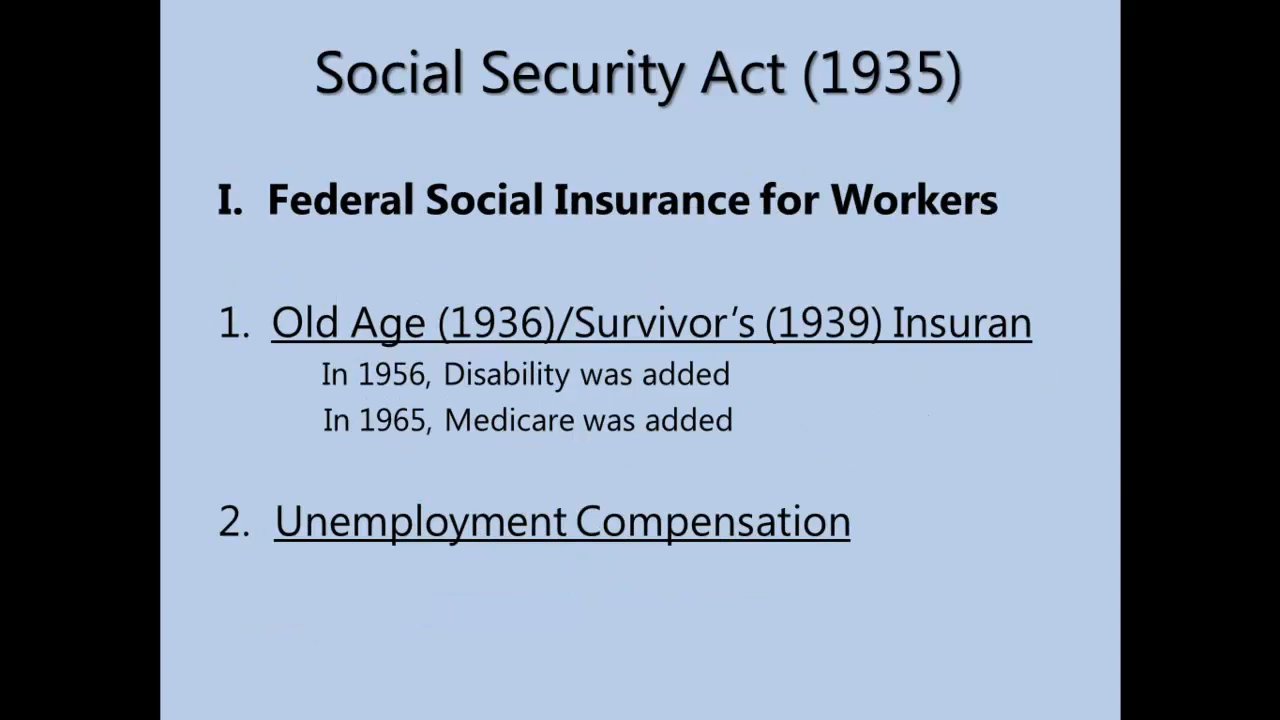 Social Security Act (1935)
I. Federal Social Insurance for Workers
1. Old Age (1936)/Survivor's (1939) Insuran
In 1956, Disability was added
In 1965, Medicare was added
2. Unemployment Compensation